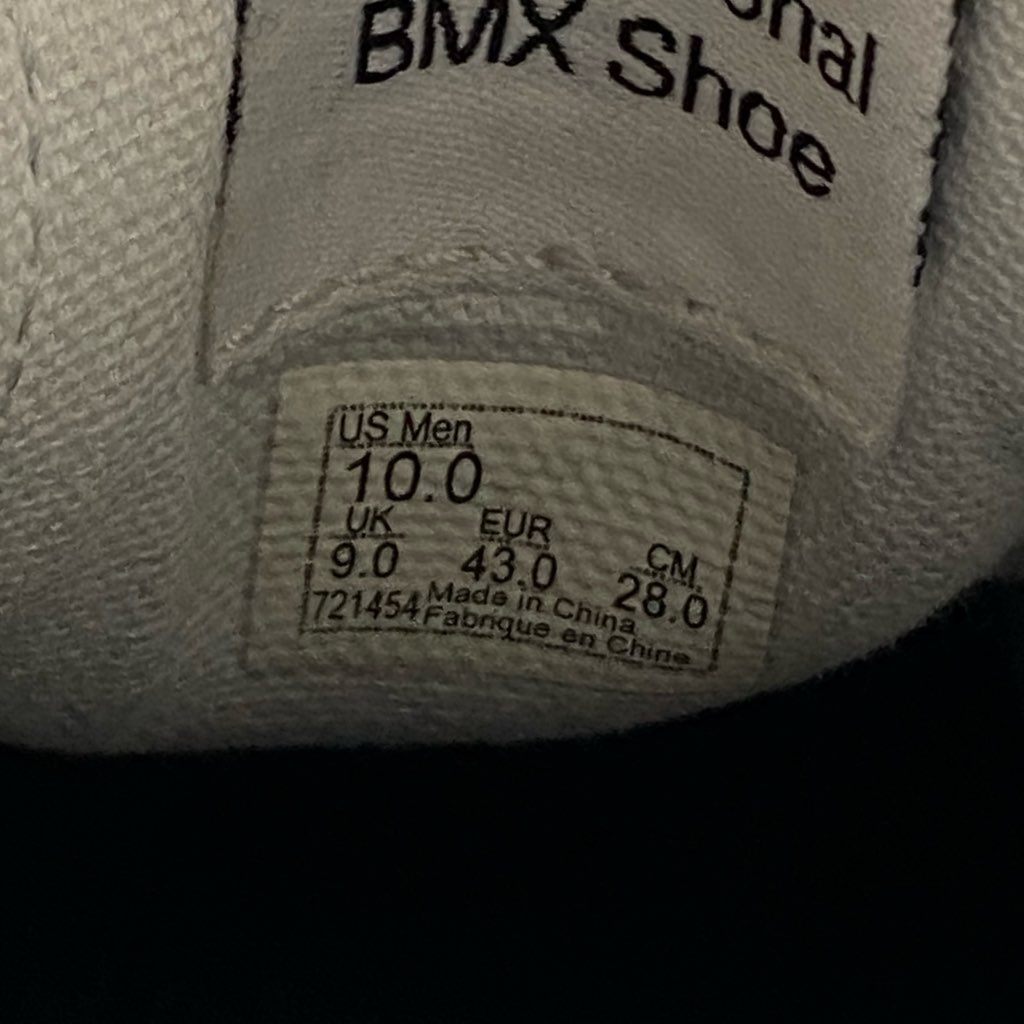 BMX Shoe
US Men
10.0
UK EUR CM
9.0 43.0 28.0
721454 Made in China
Fabrique en Chine